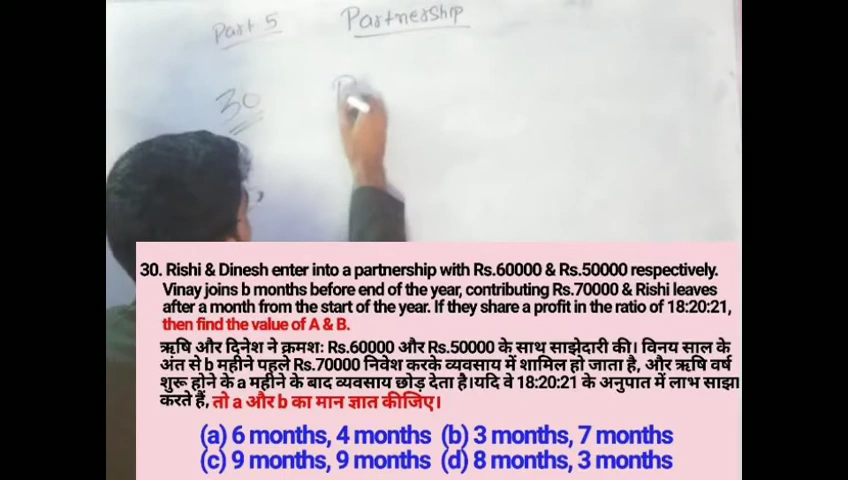 Part 5
Partnership
30
30. Rishi & Dinesh enter into a partnership with Rs.60000 & Rs.50000 respectively.
Vinay joins b months before end of the year, contributing Rs.70000 & Rishi leaves
after a month from the start of the year. If they share a profit in the ratio of 18:20:21,
then find the value of A & B.
ऋषि और दिनेश ने क्रमशः Rs.60000 और Rs.50000 के साथ साझेदारी की। विनय साल के
अंत से b महीने पहले Rs.70000 निवेश करके व्यवसाय में शामिल हो जाता है, और ऋषि वर्ष
शुरू होने के a महीने के बाद व्यवसाय छोड़ देता है।यदि वे 18:20:21 के अनुपात में लाभ साझा
करते हैं, तो a और b का मान ज्ञात कीजिए।
(a) 6 months, 4 months (b) 3 months, 7 months
(c) 9 months, 9 months (d) 8 months, 3 months